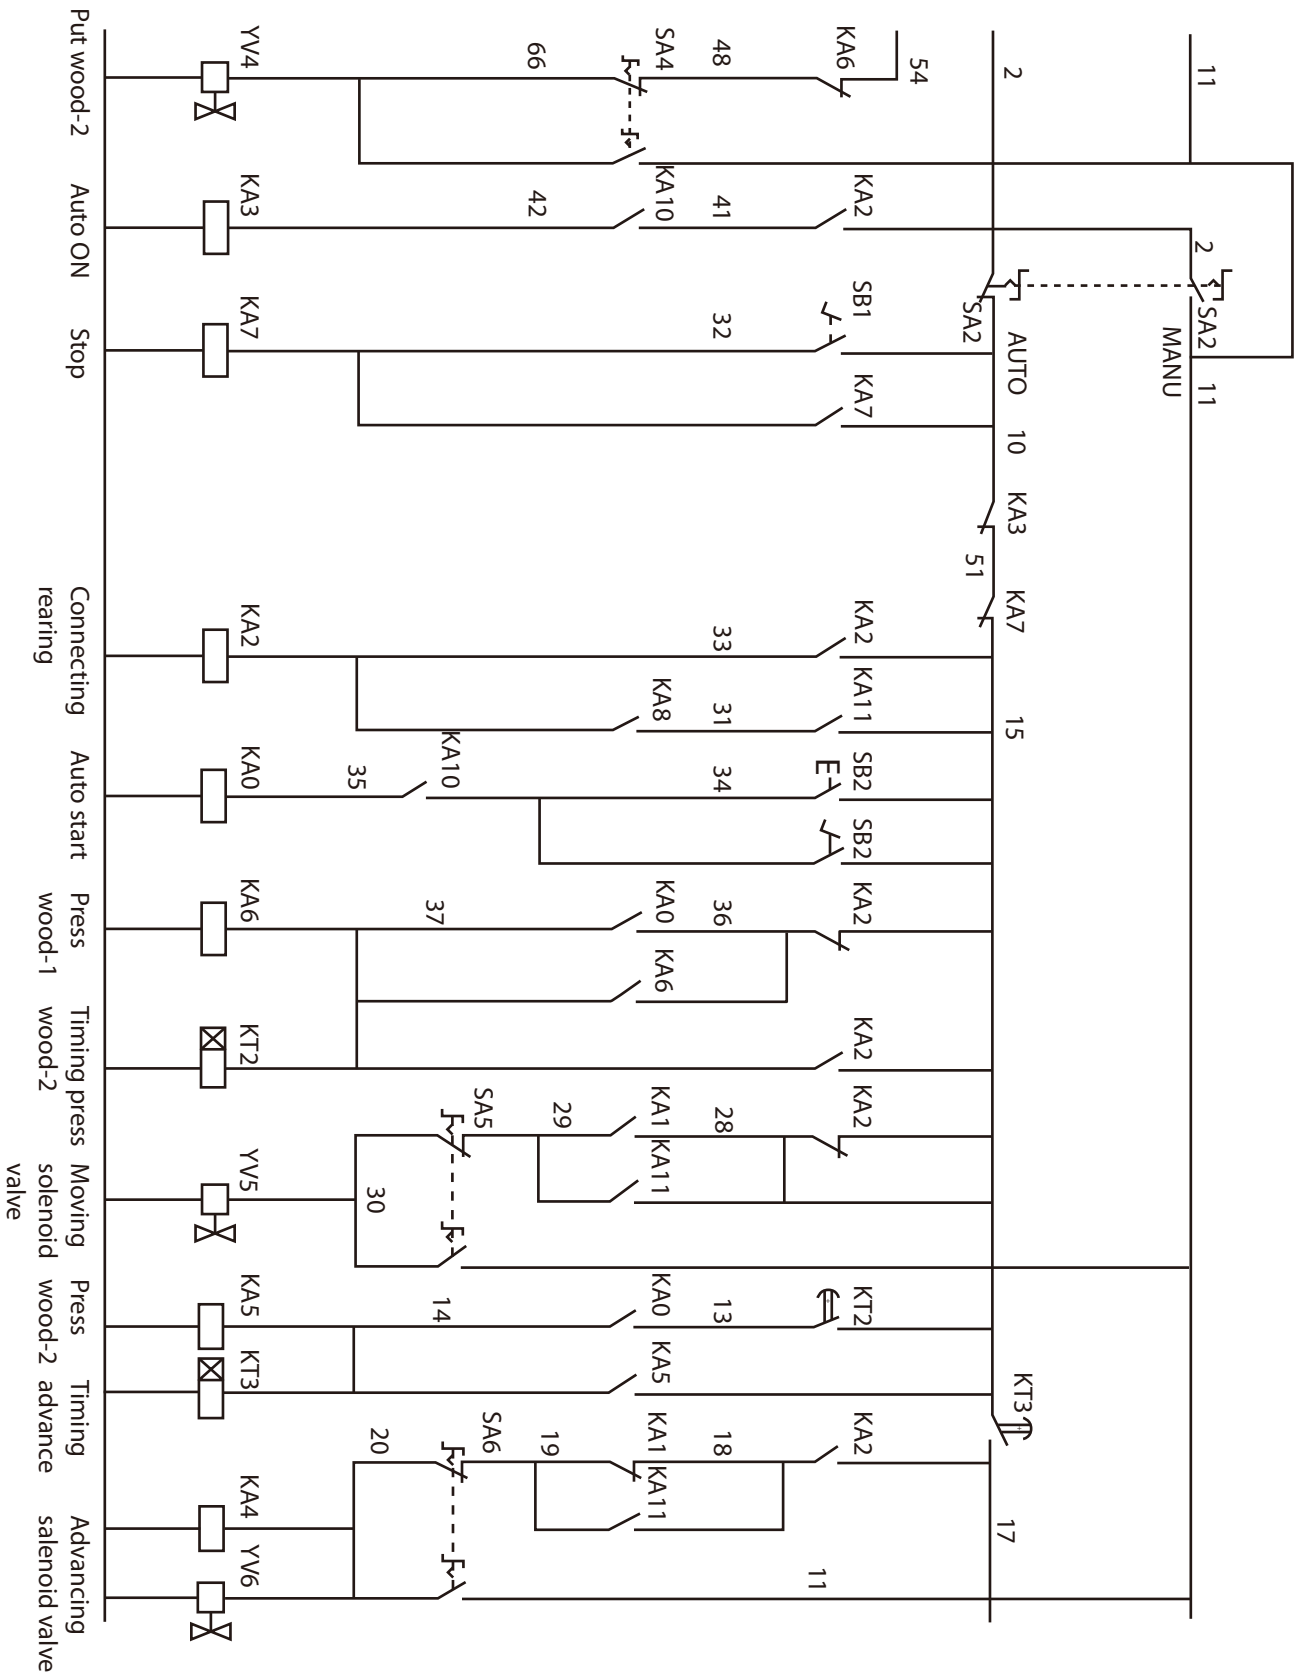 11
2
54
KA6
48
SA4
66
YV4
Put wood-2
2
SA2
MANU
11
KA2
41
KA10
42
KA3
Auto ON
SA2
AUTO
10
SB1
32
KA7
KA7
Stop
KA3
51
KA7
15
KA2
33
KA11
31
KA8
KA2
Connecting
rearing
SB2
34
SB2
KA10
35
KA0
Auto start
KA2
36
KA0
KA6
37
KA6
Press
wood-1
KA2
KT2
Timing press
wood-2
KA2
28
KA1
KA11
29
SA5
30
YV5
Moving
solenoid
valve
KT2
13
KA0
14
KA5
Press
wood-2
KA5
KT3
Timing
advance
KT3
17
KA2
18
KA1
KA11
19
SA6
20
11
KA4
YV6
Advancing
salenoid valve